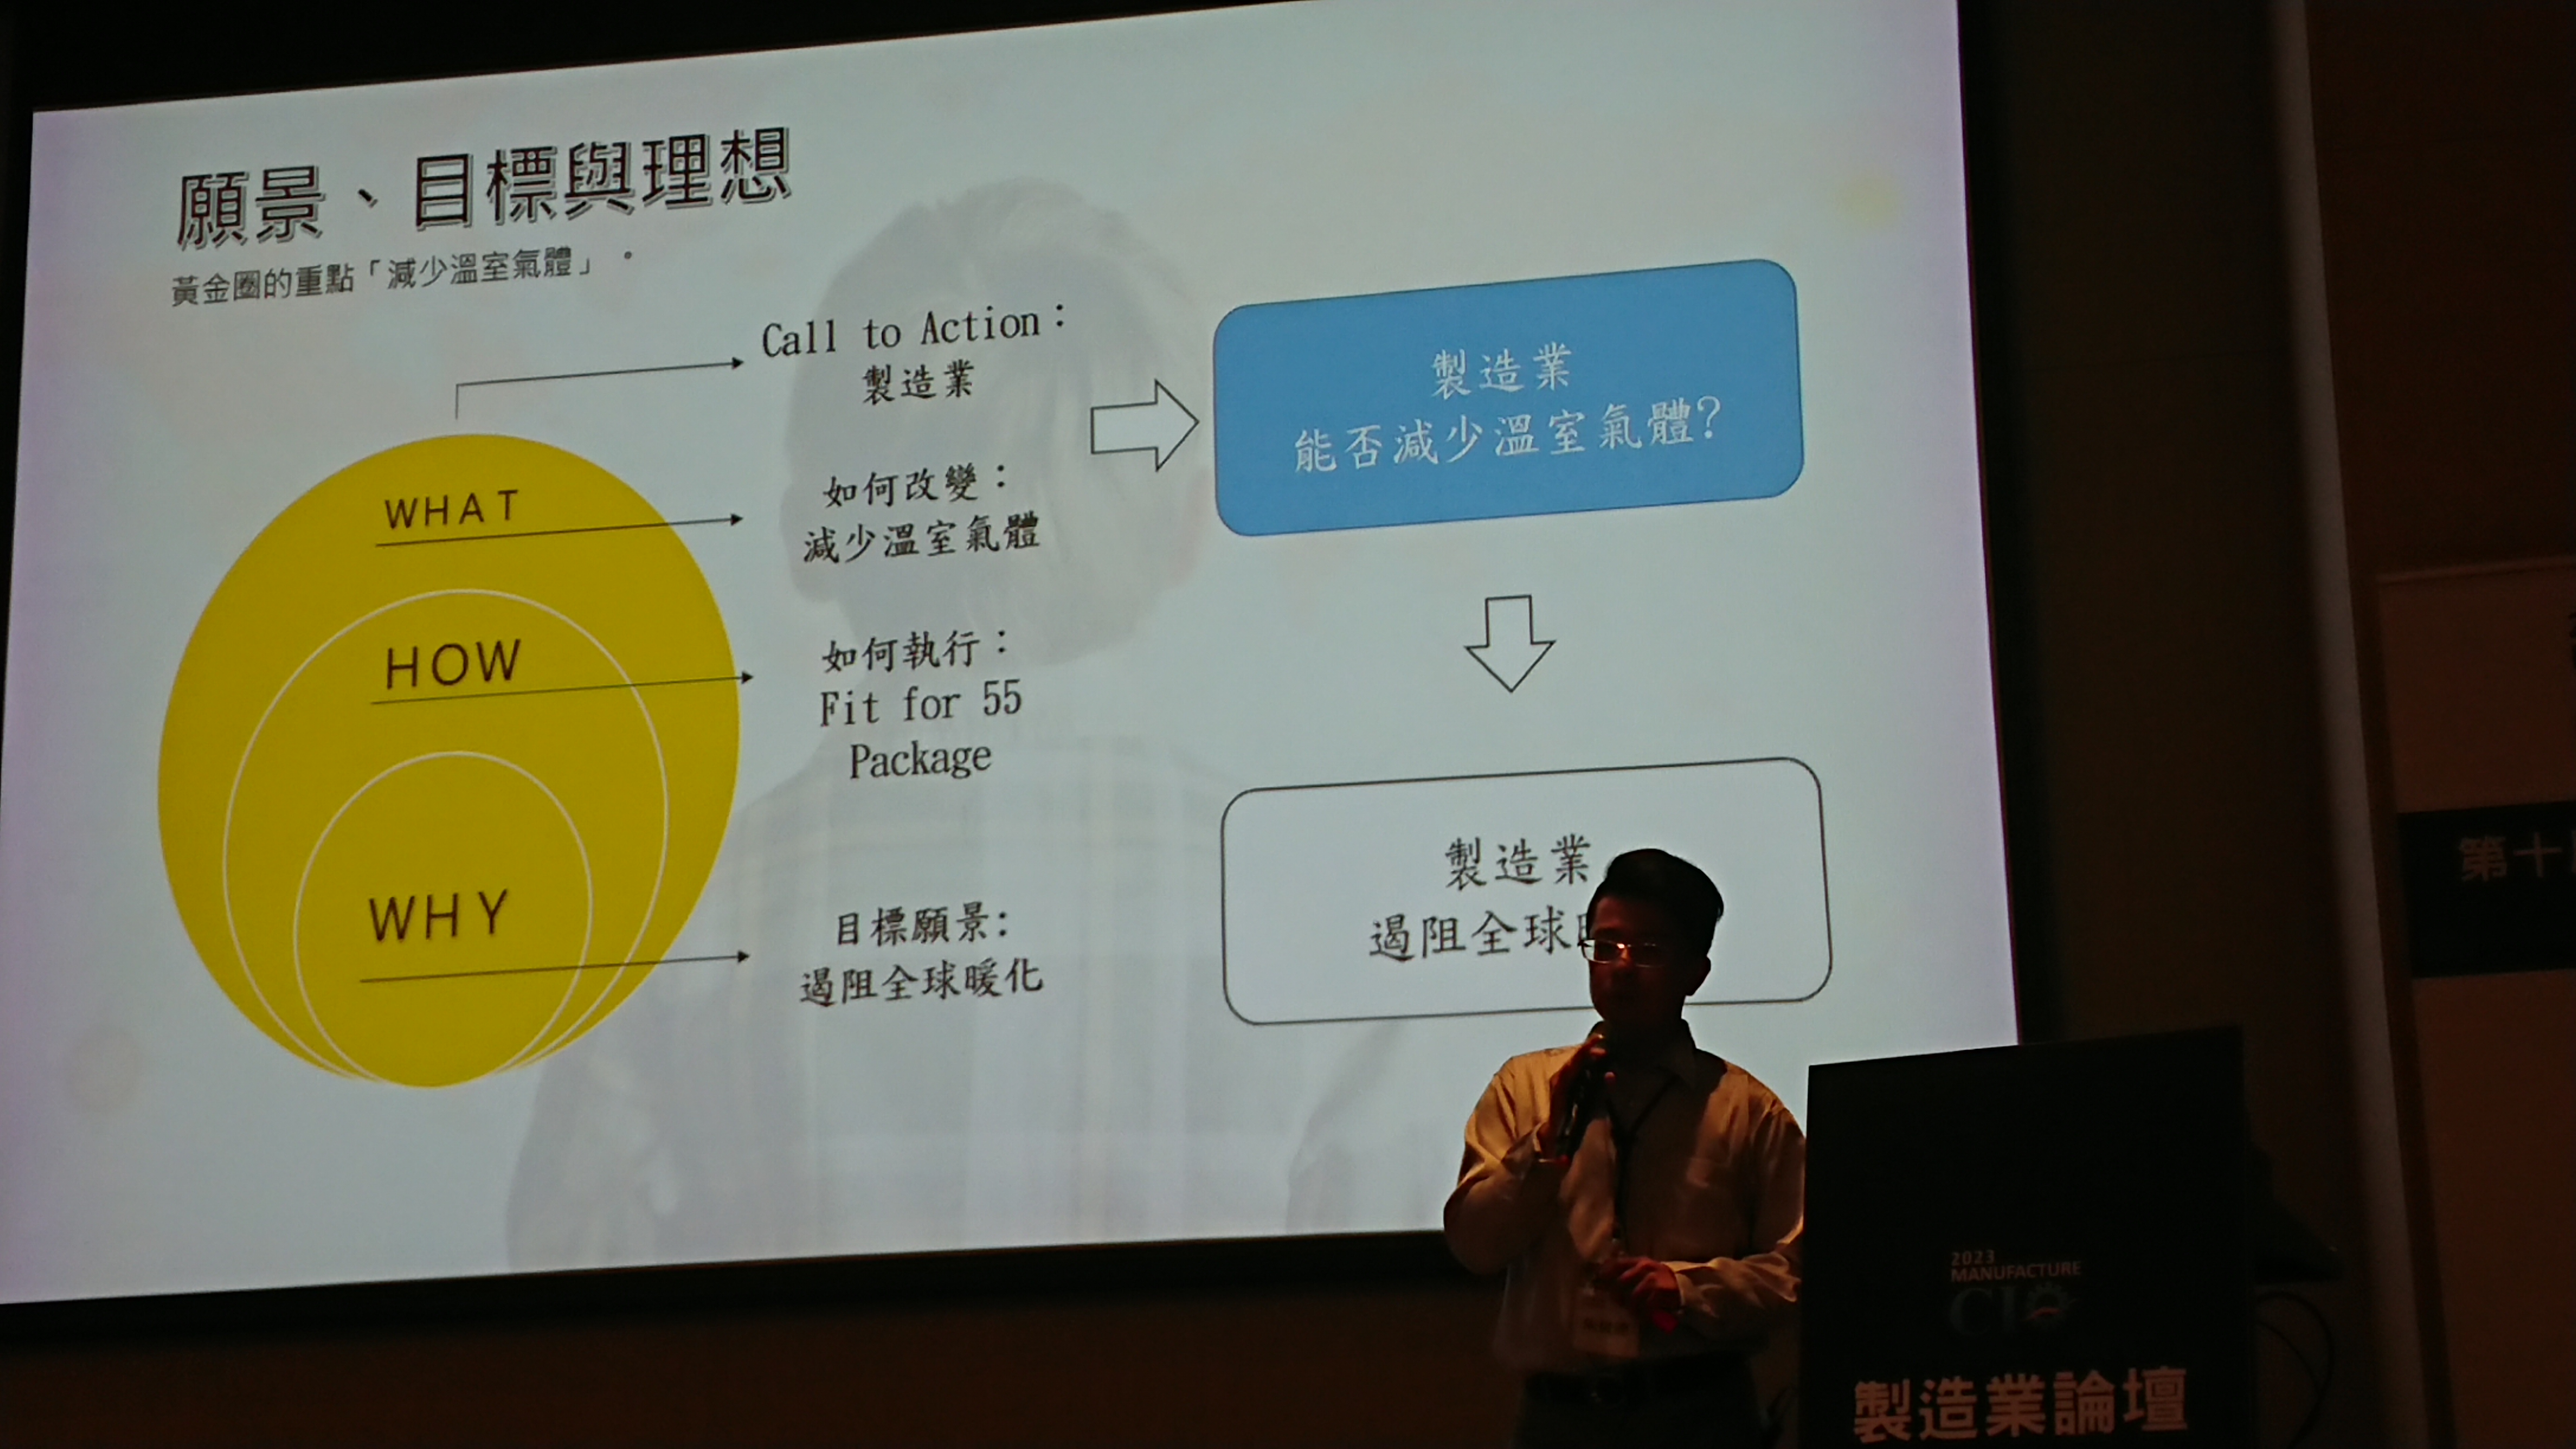 願景、目標與理想
黃金圈的重點「減少溫室氣體」。
Call to Action：
製造業
WHAT
如何改變：
減少溫室氣體
HOW
如何執行：
Fit for 55
Package
WHY
目標願景:
遏阻全球暖化
製造業
能否減少溫室氣體?
製造業
遏阻全球
第十
2023
MANUFACTURE
CIO
製造業論壇